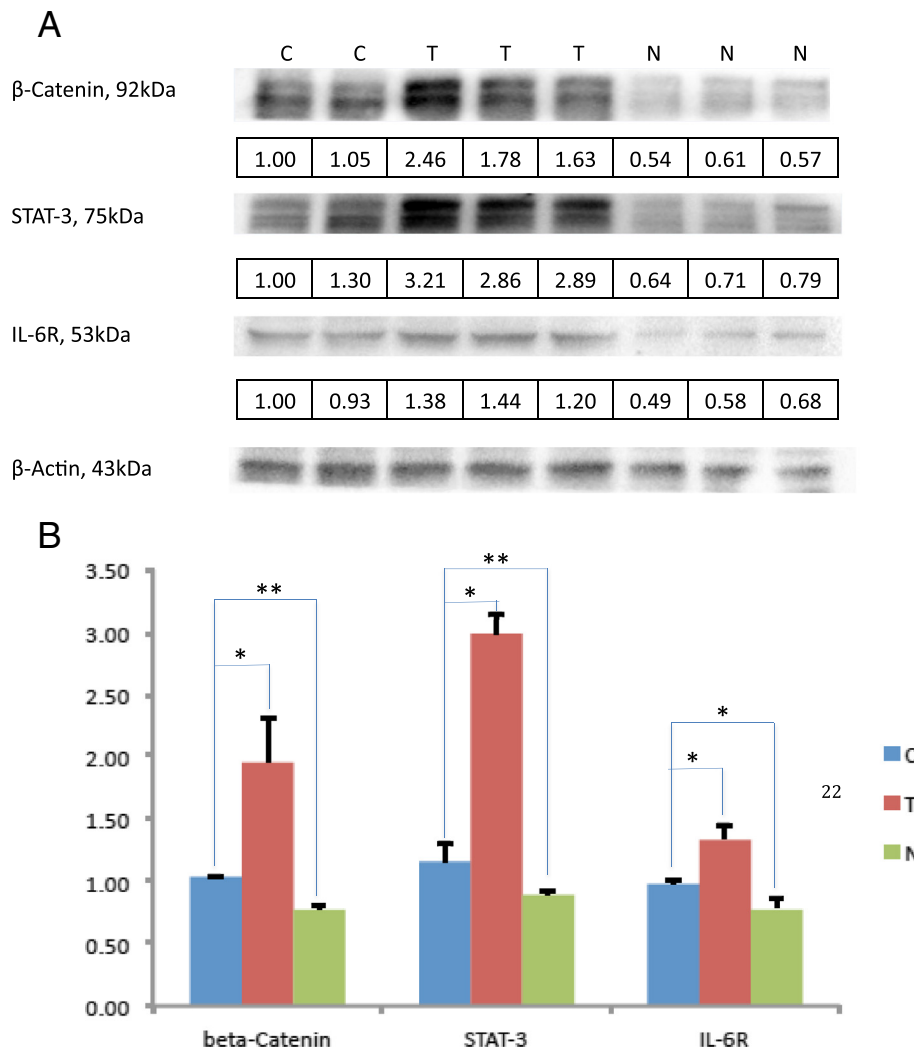 A
C C T T T N N N
β-Catenin, 92kDa
1.00 1.05 2.46 1.78 1.63 0.54 0.61 0.57
STAT-3, 75kDa
1.00 1.30 3.21 2.86 2.89 0.64 0.71 0.79
IL-6R, 53kDa
1.00 0.93 1.38 1.44 1.20 0.49 0.58 0.68
β-Actin, 43kDa
B
3.50
3.00
2.50
2.00
1.50
1.00
0.50
0.00
** *
** *
* *
22
C
T
N
beta-Catenin STAT-3 IL-6R